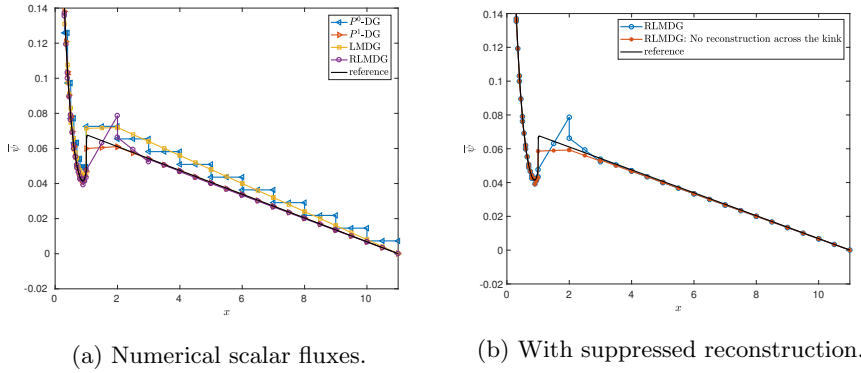 0.14
0.12
0.1
0.08
0.06
0.04
0.02
0
-0.02
0
2
4
6
8
10
x
ψ̅
P⁰-DG
P¹-DG
LMDG
RLMDG
reference
(a) Numerical scalar fluxes.
0.14
0.12
0.1
0.08
0.06
0.04
0.02
0
-0.02
0
2
4
6
8
10
x
ψ̅
RLMDG
RLMDG: No reconstruction across the kink
reference
(b) With suppressed reconstruction.